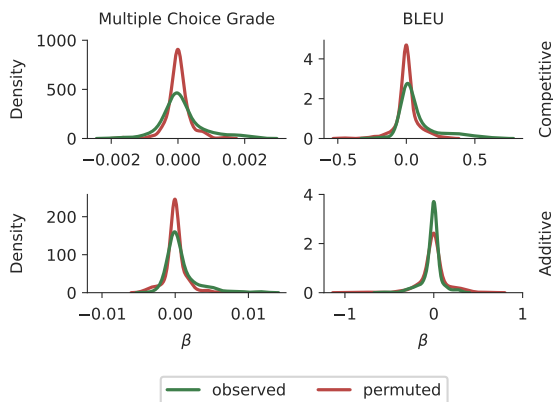 Multiple Choice Grade
BLEU
1000
500
0
Density
−0.002 0.000 0.002
4
2
0
−0.5 0.0 0.5
Competitive
200
100
0
Density
−0.01 0.00 0.01
β
4
2
0
−1 0 1
β
Additive
observed permuted